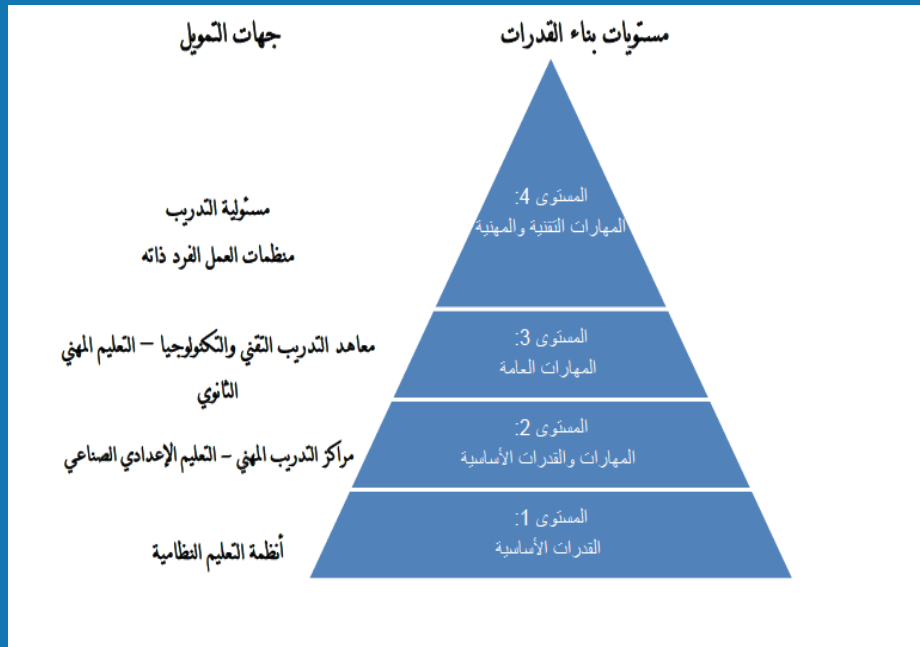 مستويات بناء القدرات
جهات التمويل
المستوى 4:
المهارات التقنية والمهنية
مسئولية التدريب
منظمات العمل الفرد ذاته
المستوى 3:
المهارات العامة
معاهد التدريب التقني والتكنولوجيا – التعليم المهني
الثانوي
المستوى 2:
المهارات والقدرات الأساسية
مراكز التدريب المهني – التعليم الإعدادي الصناعي
المستوى 1:
القدرات الأساسية
أنظمة التعليم النظامية